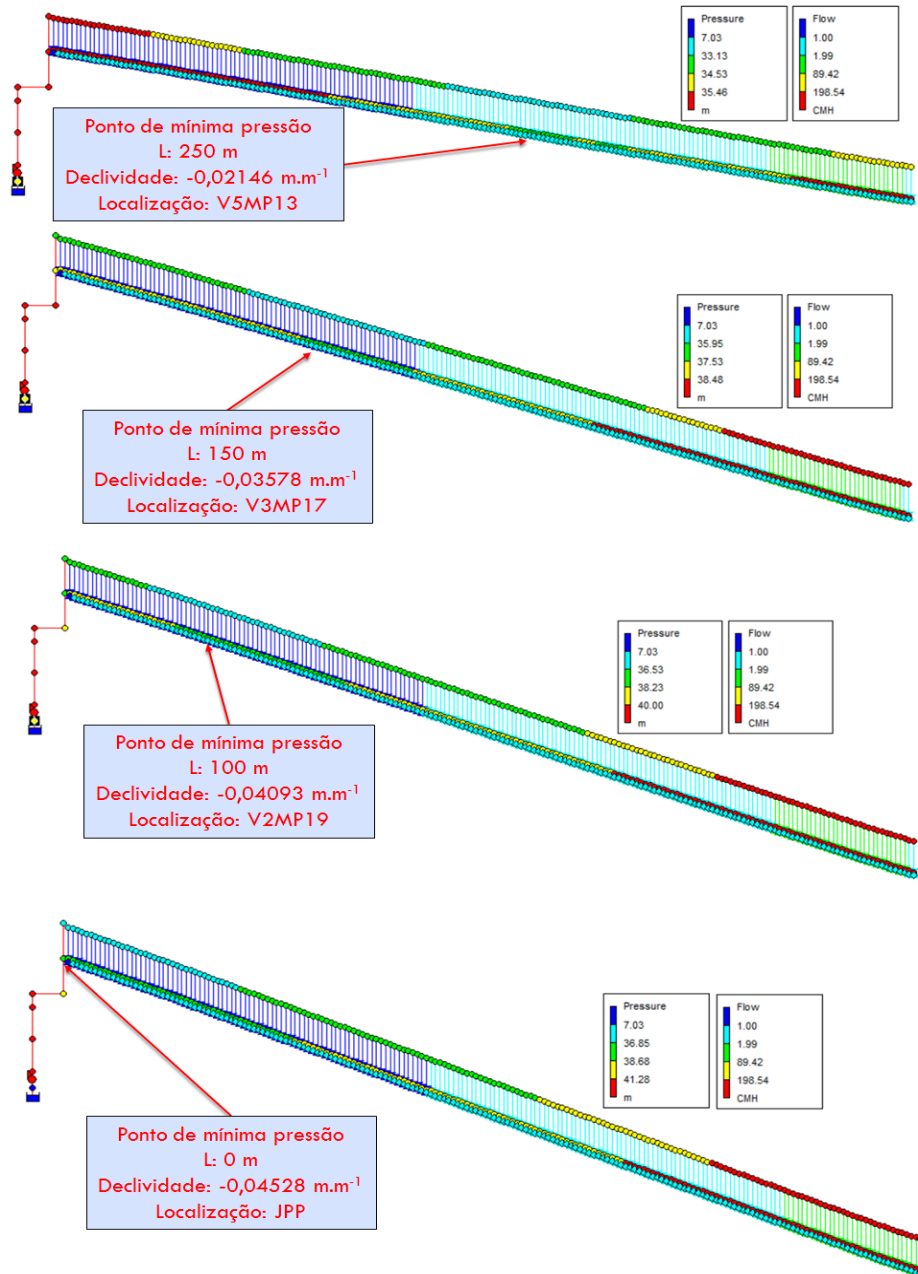 Pressure
7.03
33.13
34.53
35.46
m
Flow
1.00
1.99
89.42
198.54
CMH
Ponto de mínima pressão
L: 250 m
Declividade: -0,02146 m.m⁻¹
Localização: V5MP13
Pressure
7.03
35.95
37.53
38.48
m
Flow
1.00
1.99
89.42
198.54
CMH
Ponto de mínima pressão
L: 150 m
Declividade: -0,03578 m.m⁻¹
Localização: V3MP17
Pressure
7.03
36.53
38.23
40.00
m
Flow
1.00
1.99
89.42
198.54
CMH
Ponto de mínima pressão
L: 100 m
Declividade: -0,04093 m.m⁻¹
Localização: V2MP19
Pressure
7.03
36.85
38.68
41.28
m
Flow
1.00
1.99
89.42
198.54
CMH
Ponto de mínima pressão
L: 0 m
Declividade: -0,04528 m.m⁻¹
Localização: JPP